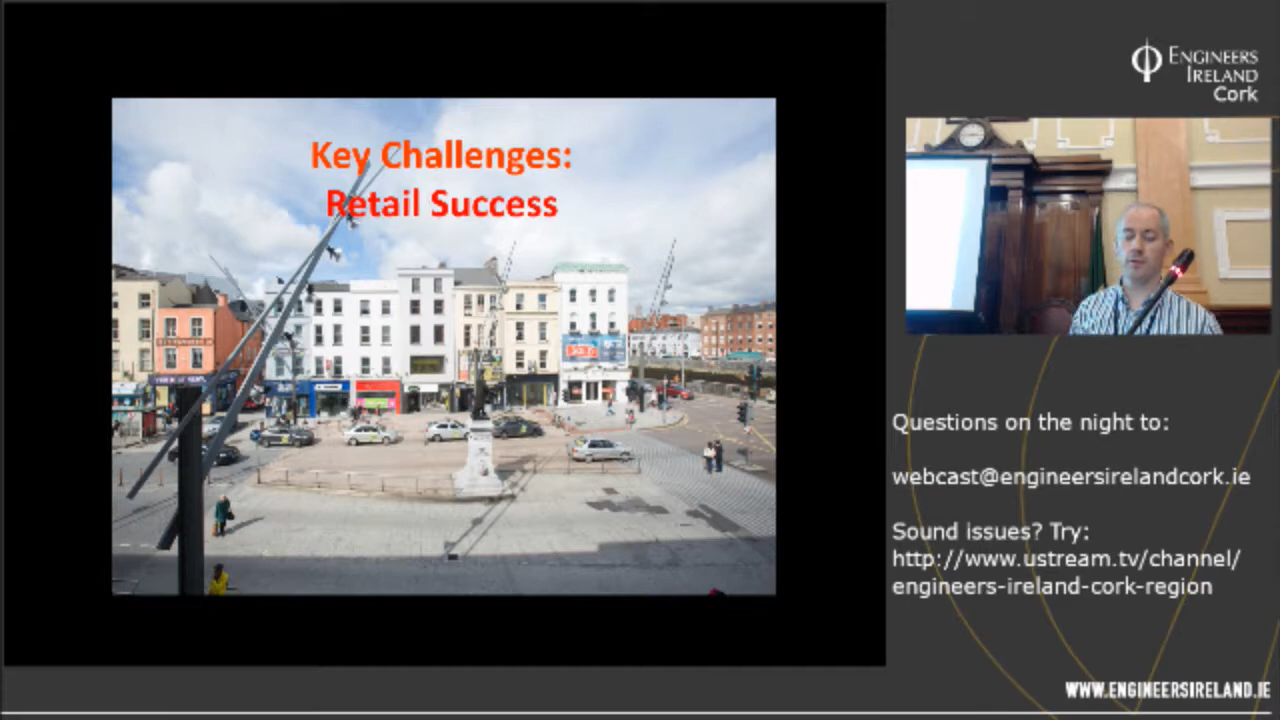 Key Challenges:
Retail Success
ENGINEERS
IRELAND
Cork
Questions on the night to:
webcast@engineersirelandcork.ie
Sound issues? Try:
http://www.ustream.tv/channel/
engineers-ireland-cork-region
WWW.ENGINEERSIRELAND.IE